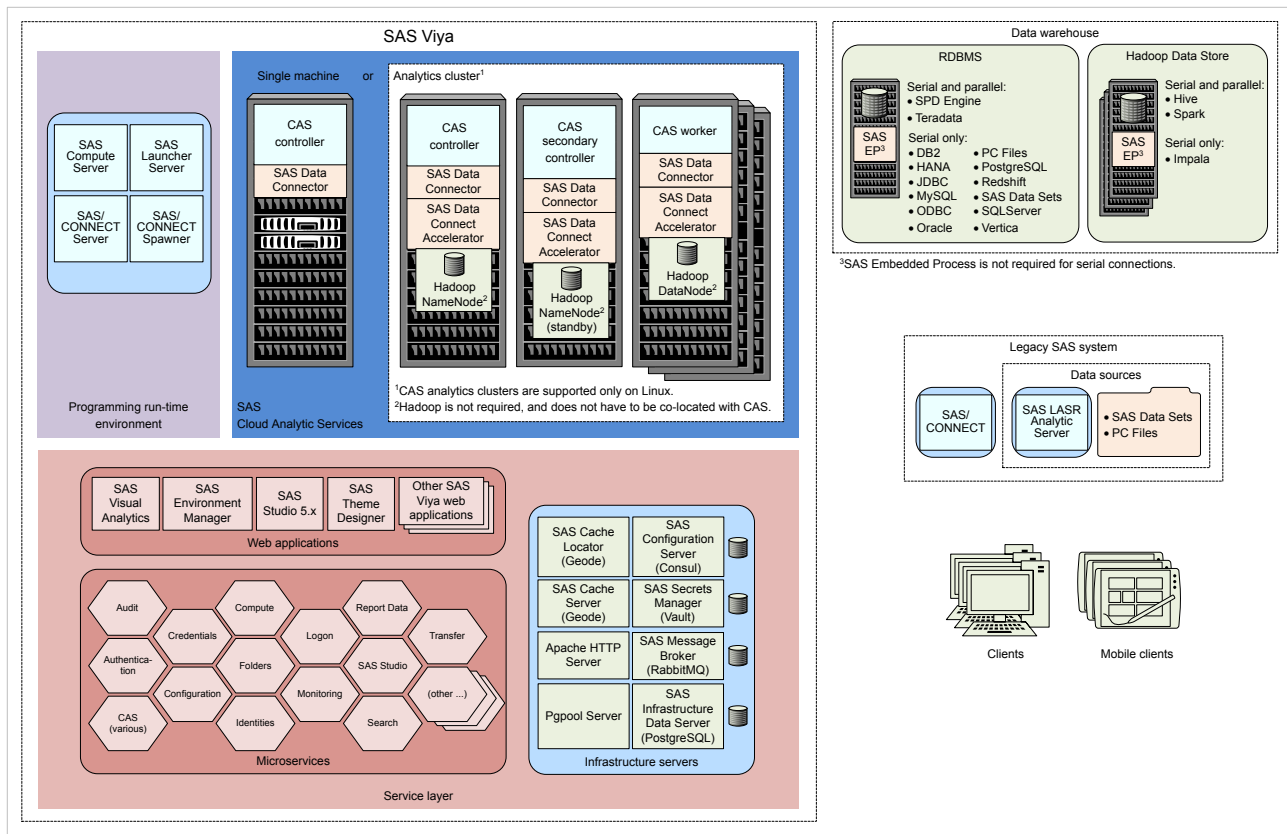 SAS Viya
SAS
Compute
Server
SAS
Launcher
Server
SAS/
CONNECT
Server
SAS/
CONNECT
Spawner
Programming run-time
environment
Single machine
or
Analytics cluster¹
CAS
controller
SAS Data
Connector
CAS
controller
SAS Data
Connector
SAS Data
Connect
Accelerator
Hadoop
NameNode²
CAS
secondary
controller
SAS Data
Connector
SAS Data
Connect
Accelerator
Hadoop
NameNode²
(standby)
CAS worker
SAS Data
Connector
SAS Data
Connect
Accelerator
Hadoop
DataNode²
¹CAS analytics clusters are supported only on Linux.
²Hadoop is not required, and does not have to be co-located with CAS.
SAS
Cloud Analytic Services
SAS
Visual
Analytics
SAS
Environment
Manager
SAS
Studio 5.x
SAS
Theme
Designer
Other SAS
Viya web
applications
Web applications
Audit
Compute
Report Data
Credentials
Logon
Transfer
Authentica-
tion
Folders
SAS Studio
Configuration
Monitoring
(other ...)
CAS
(various)
Identities
Search
Microservices
SAS Cache
Locator
(Geode)
SAS
Configuration
Server
(Consul)
SAS Cache
Server
(Geode)
SAS Secrets
Manager
(Vault)
Apache HTTP
Server
SAS Message
Broker
(RabbitMQ)
Pgpool Server
SAS
Infrastructure
Data Server
(PostgreSQL)
Infrastructure servers
Service layer
Data warehouse
RDBMS
SAS
EP³
Serial and parallel:
• SPD Engine
• Teradata
Serial only:
• DB2
• HANA
• JDBC
• MySQL
• ODBC
• Oracle
• PC Files
• PostgreSQL
• Redshift
• SAS Data Sets
• SQLServer
• Vertica
Hadoop Data Store
SAS
EP³
Serial and parallel:
• Hive
• Spark
Serial only:
• Impala
³SAS Embedded Process is not required for serial connections.
Legacy SAS system
Data sources
SAS/
CONNECT
SAS LASR
Analytic
Server
• SAS Data Sets
• PC Files
Clients
Mobile clients